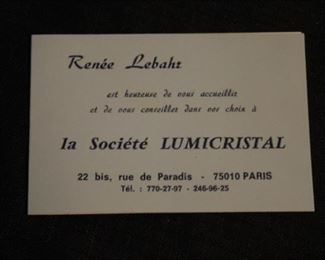 Renée Lebahr
est heureuse de vous accueillir
et de vous conseiller dans vos choix à
la Société LUMICRISTAL
22 bis, rue de Paradis - 75010 PARIS
Tél. : 770-27-97 - 246-96-25